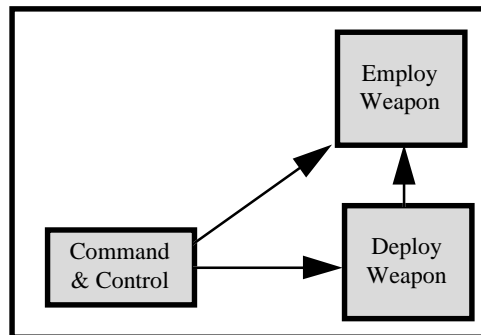 Employ
Weapon
Command
& Control
Deploy
Weapon